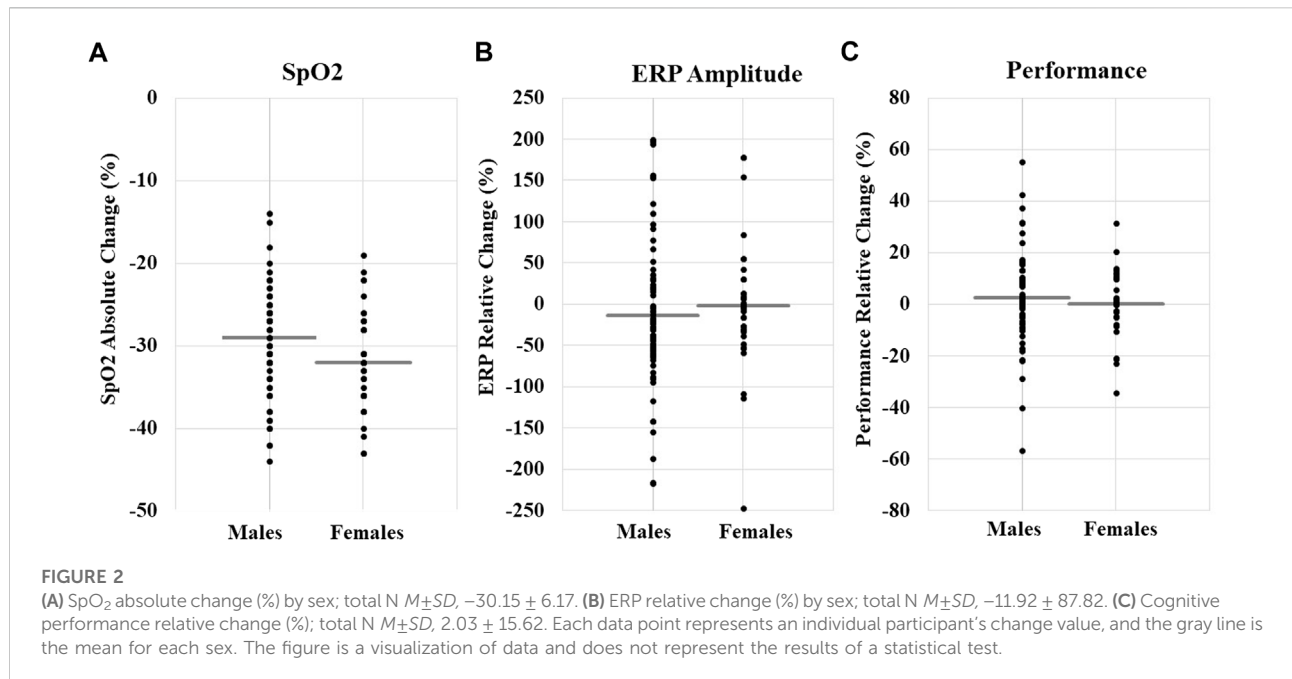 A
SpO2
0
-10
-20
-30
-40
-50
SpO2 Absolute Change (%)
Males Females
B
ERP Amplitude
250
200
150
100
50
0
-50
-100
-150
-200
-250
ERP Relative Change (%)
Males Females
C
Performance
80
60
40
20
0
-20
-40
-60
-80
Performance Relative Change (%)
Males Females
FIGURE 2
(A) SpO₂ absolute change (%) by sex; total N M±SD, −30.15 ± 6.17. (B) ERP relative change (%) by sex; total N M±SD, −11.92 ± 87.82. (C) Cognitive
performance relative change (%); total N M±SD, 2.03 ± 15.62. Each data point represents an individual participant's change value, and the gray line is
the mean for each sex. The figure is a visualization of data and does not represent the results of a statistical test.